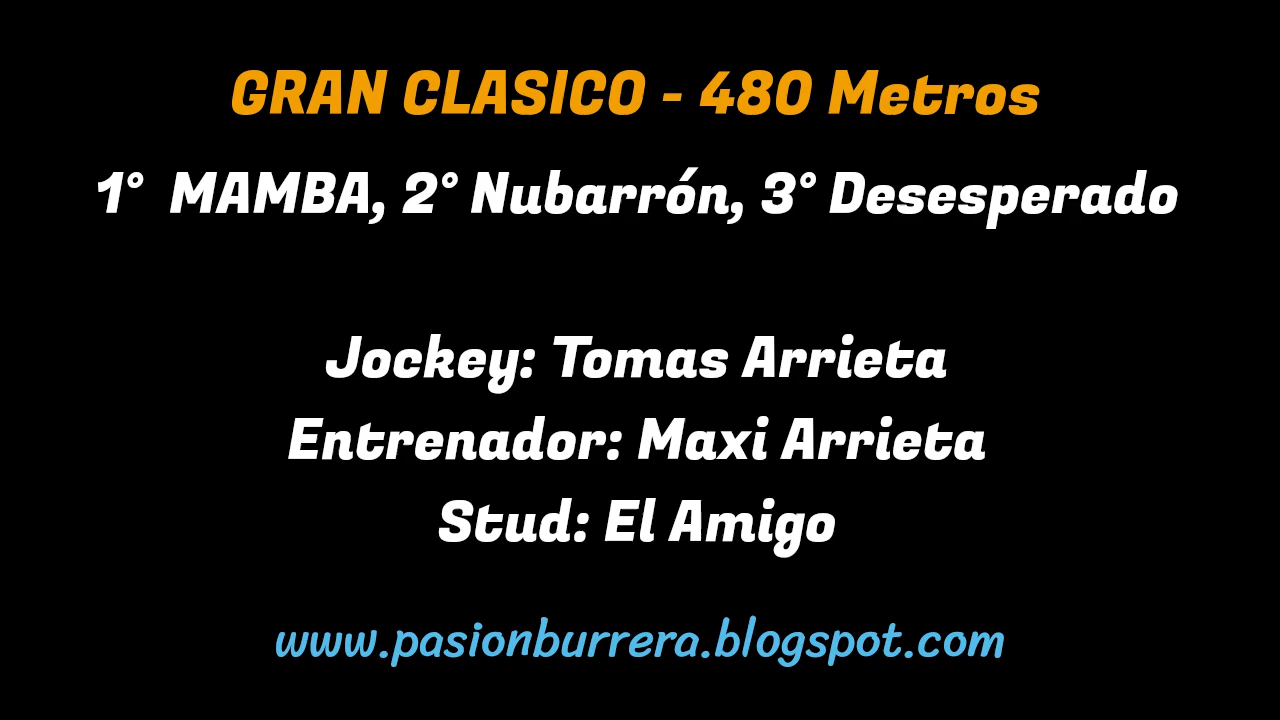 GRAN CLASICO - 480 Metros
1° MAMBA, 2° Nubarrón, 3° Desesperado
Jockey: Tomas Arrieta
Entrenador: Maxi Arrieta
Stud: El Amigo
www.pasionburrera.blogspot.com